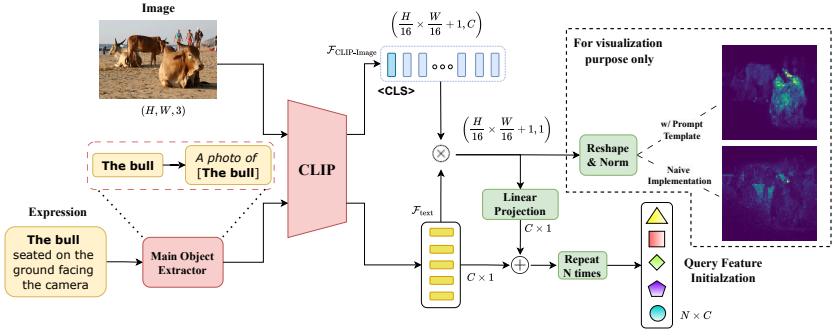 Image
(H, W, 3)
The bull
A photo of
[The bull]
Expression
The bull
seated on the
ground facing
the camera
Main Object
Extractor
CLIP
(H/16 × W/16 + 1, C)
F_CLIP-Image
<CLS>
(H/16 × W/16 + 1, 1)
F_text
Linear
Projection
C × 1
C × 1
Repeat
N times
Reshape
& Norm
For visualization
purpose only
w/ Prompt
Template
Naive
Implementation
Query Feature
Initialzation
N × C